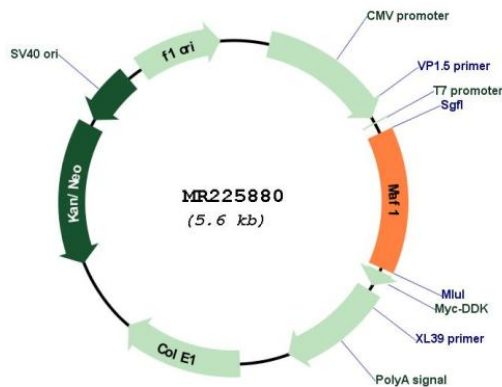 CMV promoter
VP1.5 primer
T7 promoter
SgfI
Maf 1
MluI
Myc-DDK
XL39 primer
PolyA signal
Col E1
Kan/ Neo
SV40 ori
f1 ori
MR225880
(5.6 kb)